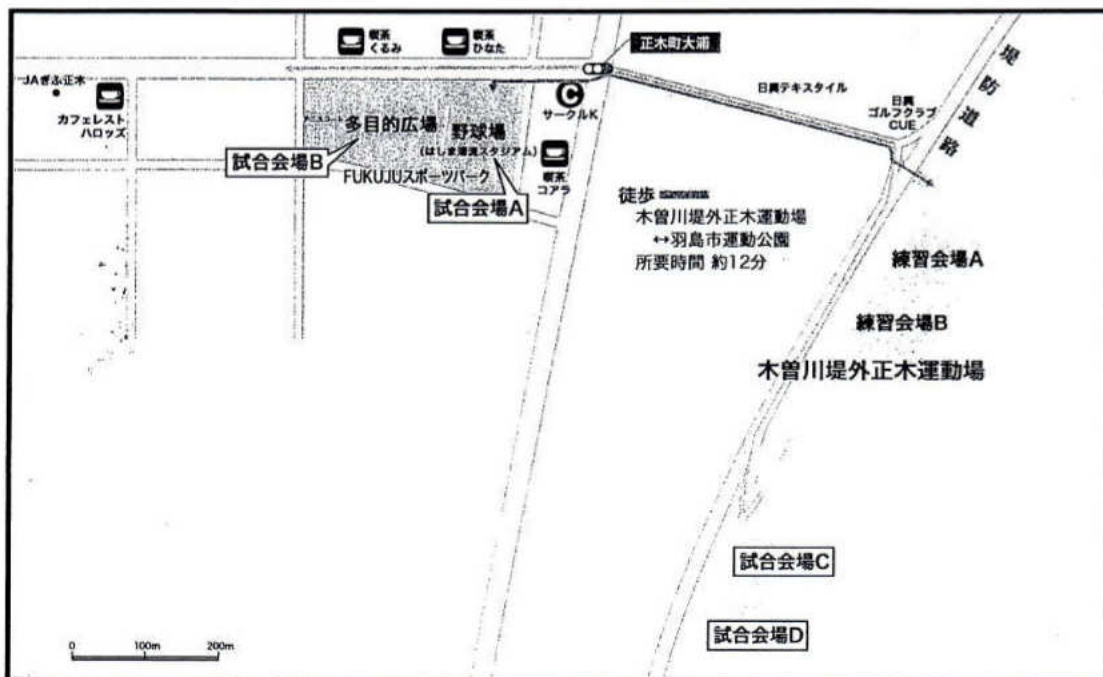 喫茶
くるみ
喫茶
ひなた
正木町大浦
堤防道路
JAぎふ正木
カフェレスト
ハロッズ
サークルK
日興テキスタイル
日興
ゴルフクラブ
CUE
多目的広場
野球場
試合会場B
FUKUJUスポーツパーク
喫茶
コアラ
試合会場A
徒歩
木曽川堤外正木運動場
↔羽島市運動公園
所要時間 約12分
練習会場A
練習会場B
木曽川堤外正木運動場
試合会場C
試合会場D
0 100m 200m